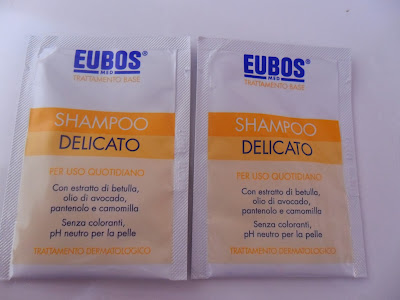 EUBOS®
MED
TRATTAMENTO BASE
SHAMPOO
DELICATO
PER USO QUOTIDIANO
Con estratto di betulla,
olio di avocado,
pantenolo e camomilla
Senza coloranti,
pH neutro per la pelle
TRATTAMENTO DERMATOLOGICO
EUBOS®
MED
TRATTAMENTO BASE
SHAMPOO
DELICATO
PER USO QUOTIDIANO
Con estratto di betulla,
olio di avocado,
pantenolo e camomilla
Senza coloranti,
pH neutro per la pelle
TRATTAMENTO DERMATOLOGICO